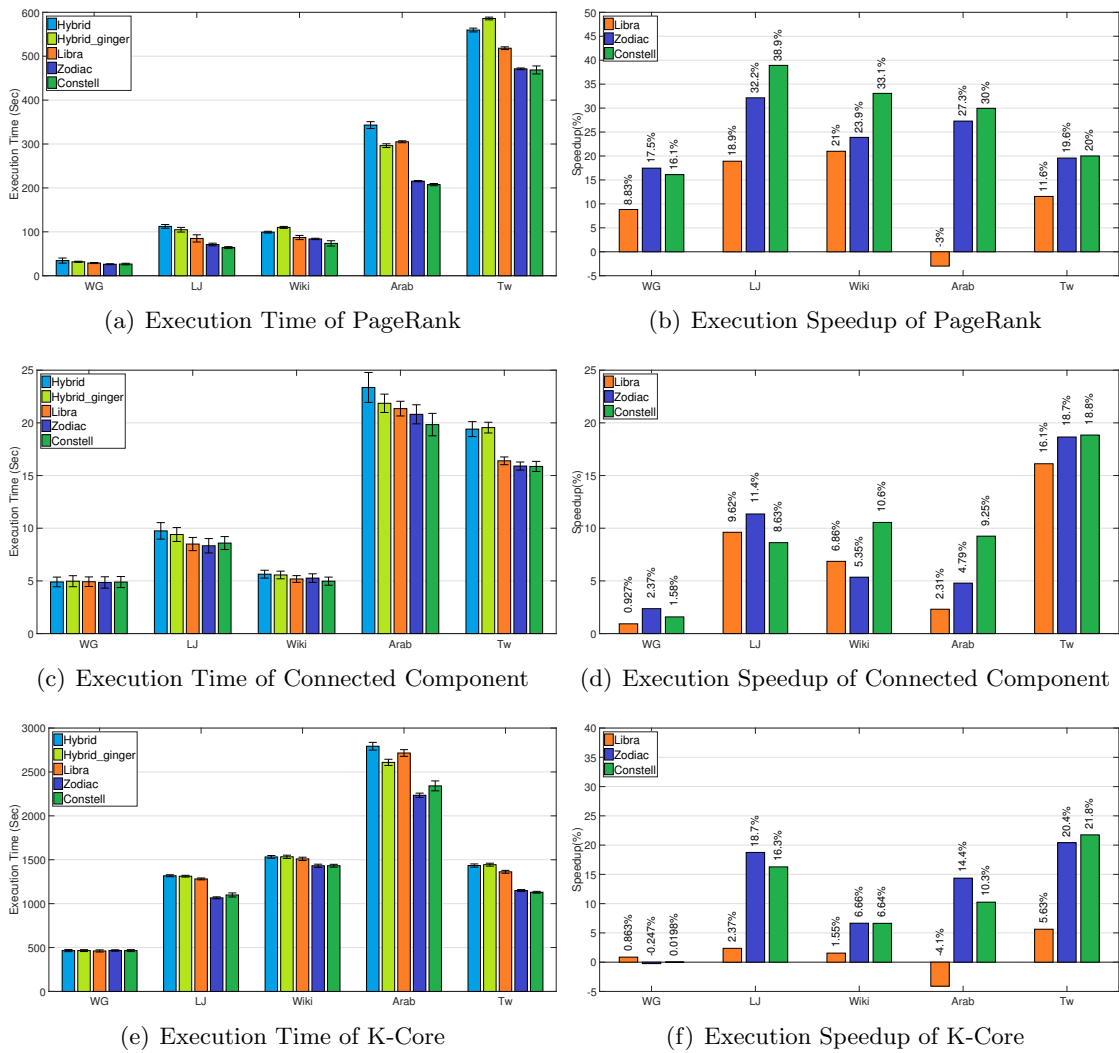 600
500
400
300
200
100
0
Execution Time (Sec)
Hybrid
Hybrid_ginger
Libra
Zodiac
Constell
WG LJ Wiki Arab Tw
(a) Execution Time of PageRank
50
45
40
35
30
25
20
15
10
5
0
-5
Speedup(%)
Libra
Zodiac
Constell
8.83% 17.5% 16.1% 18.9% 32.2% 38.9% 21% 23.9% 33.1% -3% 27.3% 30% 11.6% 19.6% 20%
WG LJ Wiki Arab Tw
(b) Execution Speedup of PageRank
25
20
15
10
5
0
Execution Time (Sec)
Hybrid
Hybrid_ginger
Libra
Zodiac
Constell
WG LJ Wiki Arab Tw
(c) Execution Time of Connected Component
25
20
15
10
5
0
Speedup(%)
Libra
Zodiac
Constell
0.927% 2.37% 1.58% 9.62% 11.4% 8.63% 6.86% 5.35% 10.6% 2.31% 4.79% 9.25% 16.1% 18.7% 18.8%
WG LJ Wiki Arab Tw
(d) Execution Speedup of Connected Component
3000
2500
2000
1500
1000
500
0
Execution Time (Sec)
Hybrid
Hybrid_ginger
Libra
Zodiac
Constell
WG LJ Wiki Arab Tw
(e) Execution Time of K-Core
40
35
30
25
20
15
10
5
0
-5
Speedup(%)
Libra
Zodiac
Constell
0.863% -0.247% 0.0198% 2.37% 18.7% 16.3% 1.55% 6.66% 6.64% -4.1% 14.4% 10.3% 5.63% 20.4% 21.8%
WG LJ Wiki Arab Tw
(f) Execution Speedup of K-Core